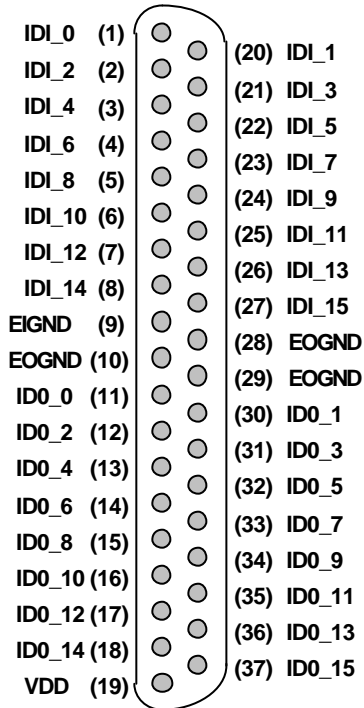 IDI_0 (1)
(20) IDI_1
IDI_2 (2)
(21) IDI_3
IDI_4 (3)
(22) IDI_5
IDI_6 (4)
(23) IDI_7
IDI_8 (5)
(24) IDI_9
IDI_10 (6)
(25) IDI_11
IDI_12 (7)
(26) IDI_13
IDI_14 (8)
(27) IDI_15
EIGND (9)
(28) EOGND
EOGND (10)
(29) EOGND
ID0_0 (11)
(30) ID0_1
ID0_2 (12)
(31) ID0_3
ID0_4 (13)
(32) ID0_5
ID0_6 (14)
(33) ID0_7
ID0_8 (15)
(34) ID0_9
ID0_10 (16)
(35) ID0_11
ID0_12 (17)
(36) ID0_13
ID0_14 (18)
(37) ID0_15
VDD (19)